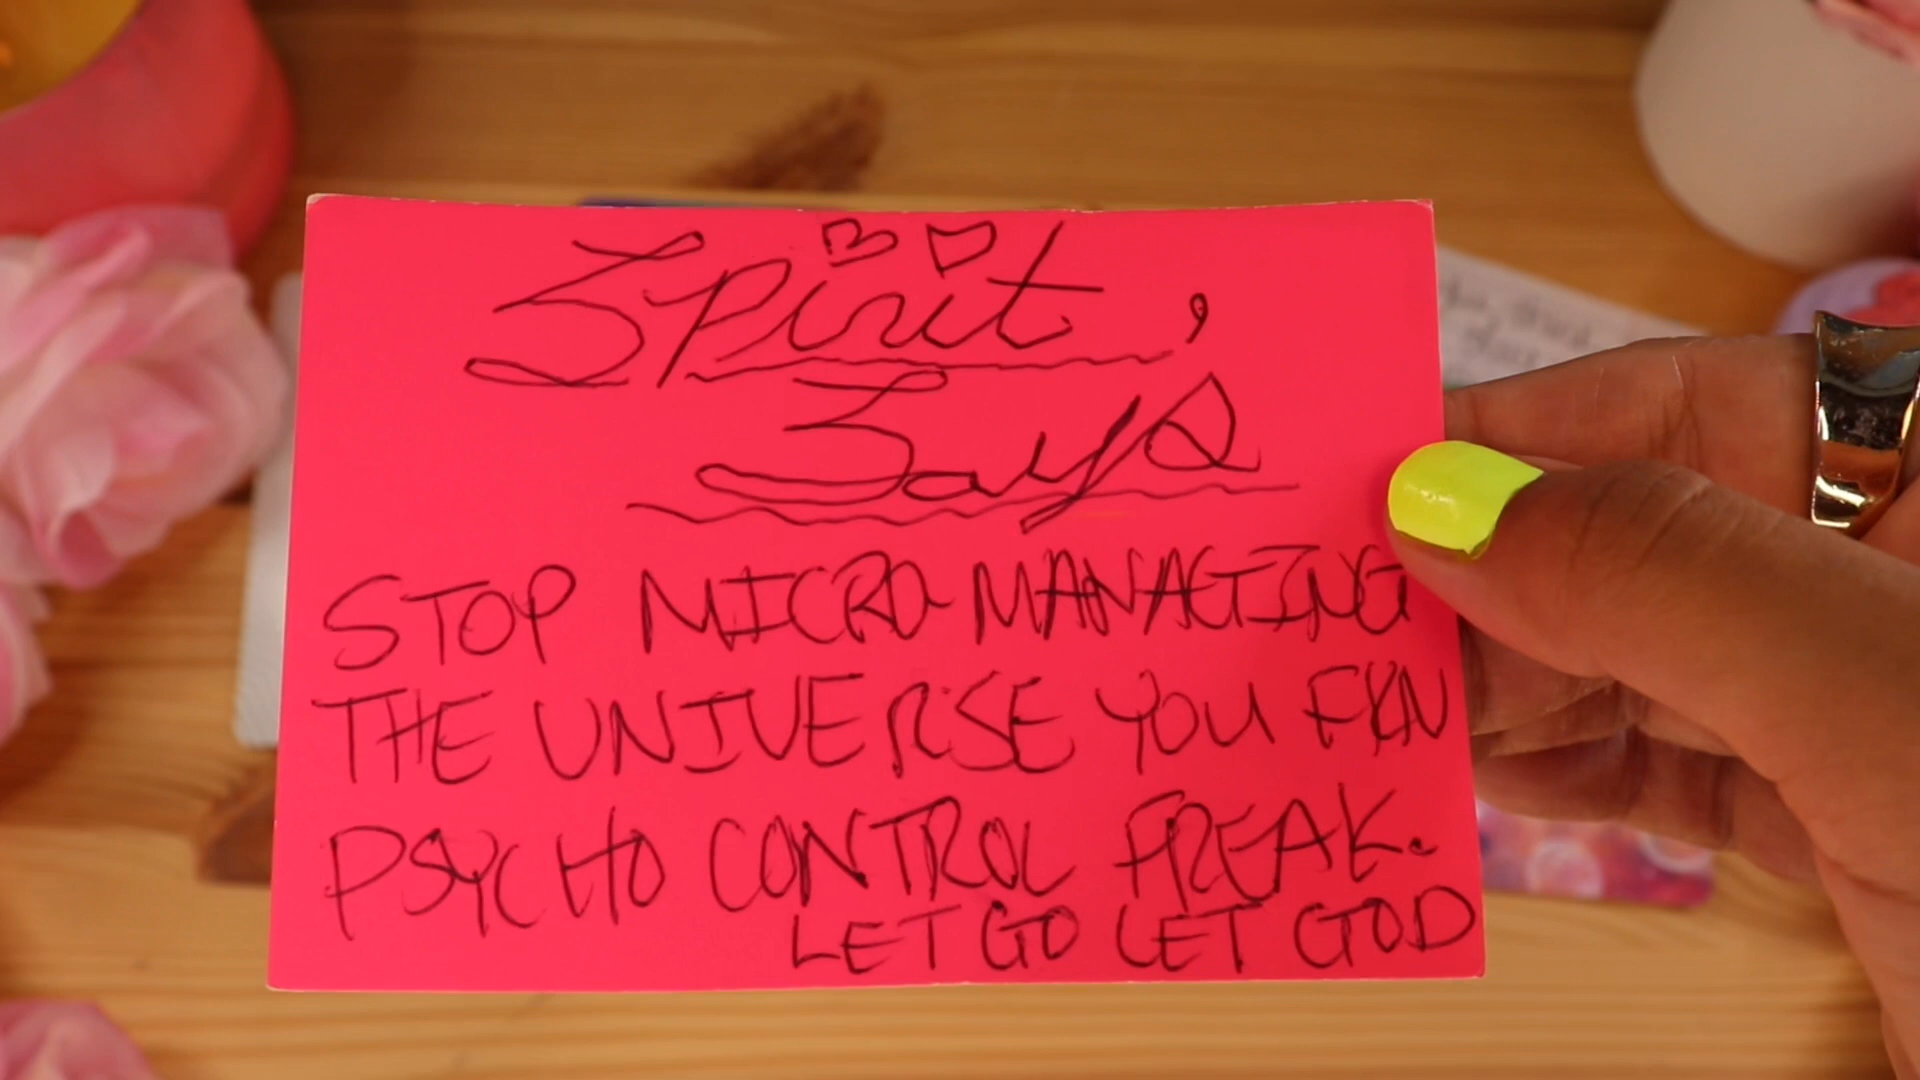 Spirit,
Says
STOP MICRO-MANAGING
THE UNIVERSE YOU FKN
PSYCHO CONTROL FREAK.
LET GO LET GOD